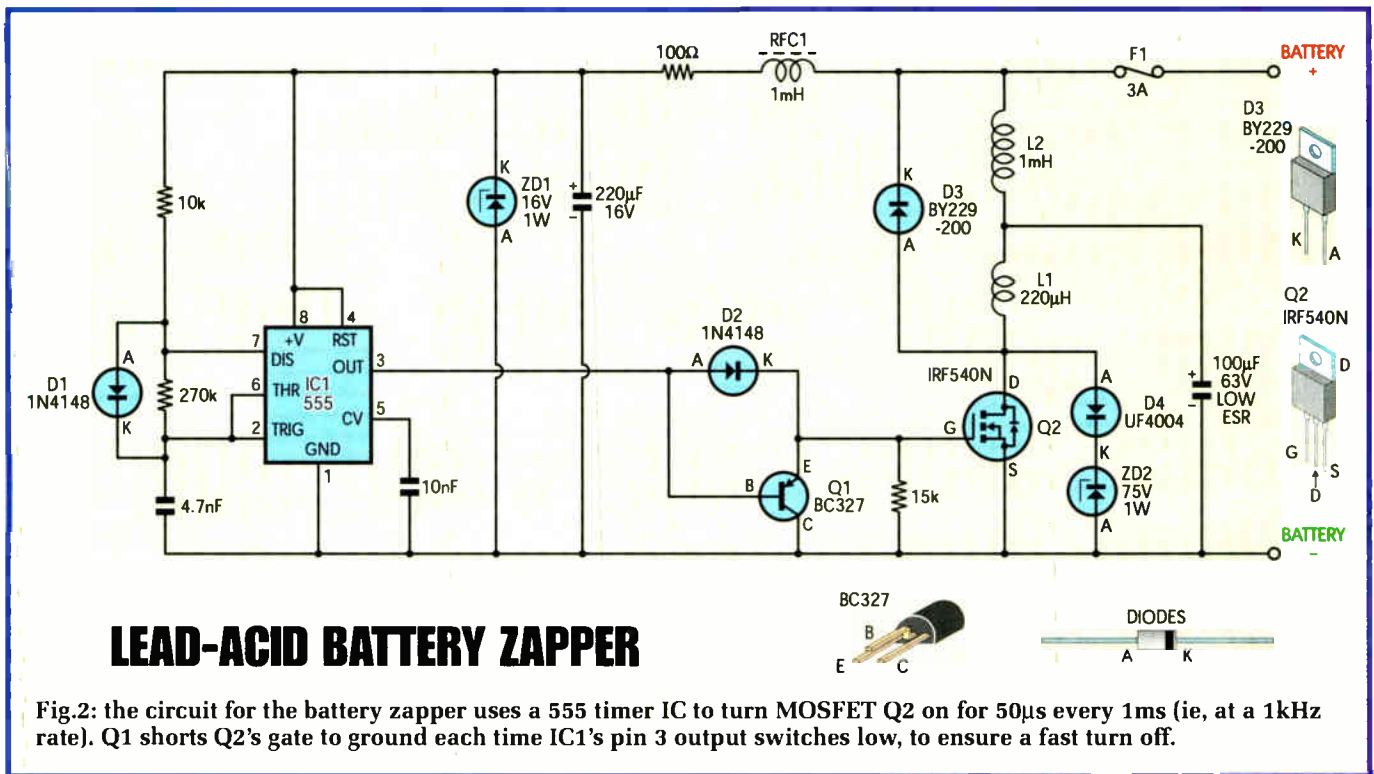 100Ω
RFC1
1mH
F1
3A
BATTERY
+
D3
BY229
-200
K
A
10k
K
ZD1
16V
1W
A
+
220µF
16V
−
K
D3
BY229
-200
A
L2
1mH
L1
220µH
Q2
IRF540N
D
G
D
S
D1
1N4148
A
K
270k
8
4
+V
RST
7
DIS
OUT
3
6
THR
IC1
555
CV
5
2
TRIG
GND
1
4.7nF
10nF
D2
1N4148
A
K
B
E
Q1
BC327
C
15k
IRF540N
D
G
Q2
S
A
D4
UF4004
K
K
ZD2
75V
1W
A
+
100µF
63V
LOW
ESR
−
BATTERY
−
LEAD-ACID BATTERY ZAPPER
BC327
B
E
C
DIODES
A
K
Fig.2: the circuit for the battery zapper uses a 555 timer IC to turn MOSFET Q2 on for 50µs every 1ms (ie, at a 1kHz
rate). Q1 shorts Q2's gate to ground each time IC1's pin 3 output switches low, to ensure a fast turn off.